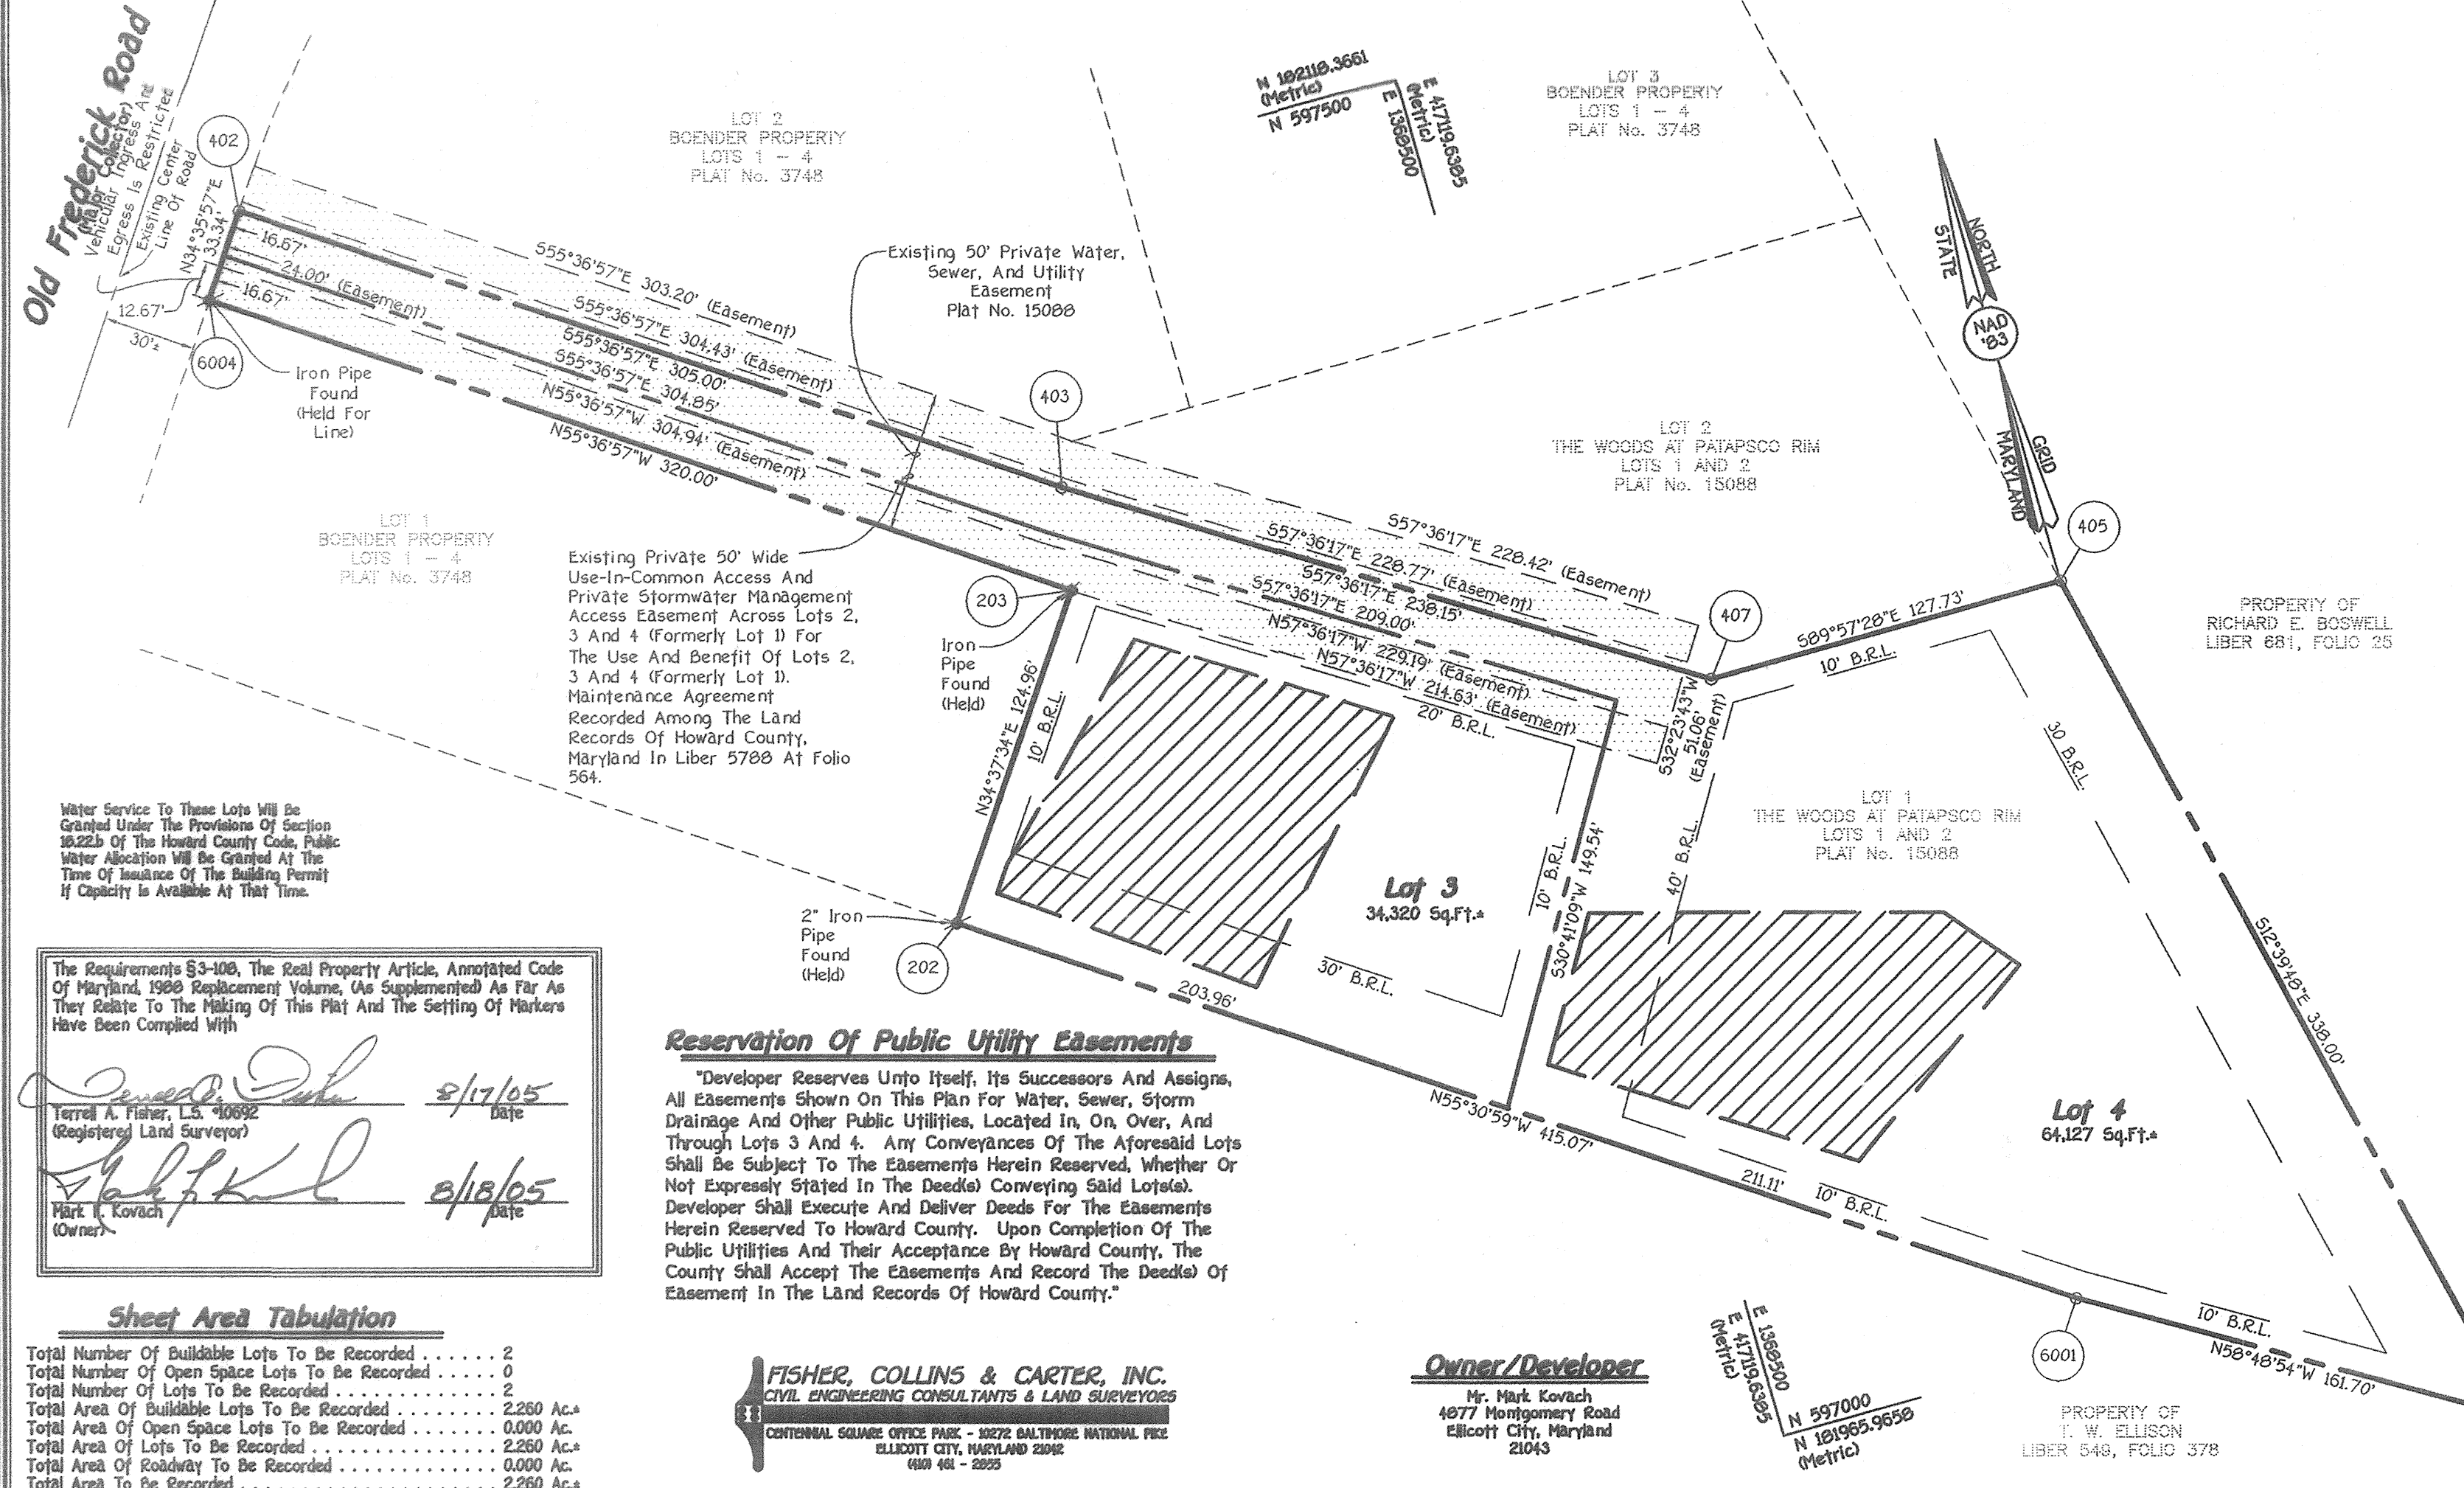 Old Frederick Road
(Major Collector)
Vehicular Ingress And
Egress Is Restricted
Existing Center
Line Of Road
N34°35'57"E
33.34'
402
16.67'
24.00' (Easement)
16.67'
12.67'
30'±
6004
Iron Pipe
Found
(Held For
Line)
LOT 2
BOENDER PROPERTY
LOTS 1 - 4
PLAT No. 3748
N 182118.3661
(Metric)
N 597500
E 417119.6385
(Metric)
E 1368500
LOT 3
BOENDER PROPERTY
LOTS 1 - 4
PLAT No. 3748
NORTH
STATE
NAD
'83
GRID
MARYLAND
S55°36'57"E 303.20' (Easement)
S55°36'57"E 304.43' (Easement)
S55°36'57"E 305.00'
S55°36'57"E 304.85'
N55°36'57"W 304.94' (Easement)
N55°36'57"W 320.00'
Existing 50' Private Water,
Sewer, And Utility
Easement
Plat No. 15088
403
LOT 2
THE WOODS AT PATAPSCO RIM
LOTS 1 AND 2
PLAT No. 15088
LOT 1
BOENDER PROPERTY
LOTS 1 - 4
PLAT No. 3748
Existing Private 50' Wide
Use-In-Common Access And
Private Stormwater Management
Access Easement Across Lots 2,
3 And 4 (Formerly Lot 1) For
The Use And Benefit Of Lots 2,
3 And 4 (Formerly Lot 1).
Maintenance Agreement
Recorded Among The Land
Records Of Howard County,
Maryland In Liber 5788 At Folio
564.
203
Iron
Pipe
Found
(Held)
S57°36'17"E 228.42' (Easement)
S57°36'17"E 228.77' (Easement)
S57°36'17"E 238.15'
S57°36'17"E 209.00'
N57°36'17"W 229.19' (Easement)
N57°36'17"W 214.63' (Easement)
20' B.R.L.
407
405
S89°57'28"E 127.73'
10' B.R.L.
30 B.R.L.
PROPERTY OF
RICHARD E. BOSWELL
LIBER 681, FOLIO 25
S32°23'43"W
51.06'
(Easement)
N34°37'34"E 124.96'
10' B.R.L.
Water Service To These Lots Will Be
Granted Under The Provisions Of Section
18.22.b Of The Howard County Code, Public
Water Allocation Will Be Granted At The
Time Of Issuance Of The Building Permit
If Capacity Is Available At That Time.
LOT 1
THE WOODS AT PATAPSCO RIM
LOTS 1 AND 2
PLAT No. 15088
Lot 3
34,320 Sq.Ft.±
10' B.R.L.
S30°41'09"W 149.54'
40' B.R.L.
2" Iron
Pipe
Found
(Held)
202
30' B.R.L.
203.96'
S12°39'48"E 338.00'
Lot 4
64,127 Sq.Ft.±
N55°30'59"W 415.07'
211.11'
10' B.R.L.
6001
10' B.R.L.
N58°48'54"W 161.70'
The Requirements §3-108, The Real Property Article, Annotated Code
Of Maryland, 1988 Replacement Volume, (As Supplemented) As Far As
They Relate To The Making Of This Plat And The Setting Of Markers
Have Been Complied With
8/17/05
Terrell A. Fisher, L.S. #10692
Date
(Registered Land Surveyor)
8/18/05
Mark Kovach
Date
(Owner)
Reservation Of Public Utility Easements
"Developer Reserves Unto Itself, Its Successors And Assigns,
All Easements Shown On This Plan For Water, Sewer, Storm
Drainage And Other Public Utilities, Located In, On, Over, And
Through Lots 3 And 4. Any Conveyances Of The Aforesaid Lots
Shall Be Subject To The Easements Herein Reserved, Whether Or
Not Expressly Stated In The Deed(s) Conveying Said Lots(s).
Developer Shall Execute And Deliver Deeds For The Easements
Herein Reserved To Howard County. Upon Completion Of The
Public Utilities And Their Acceptance By Howard County, The
County Shall Accept The Easements And Record The Deed(s) Of
Easement In The Land Records Of Howard County."
Sheet Area Tabulation
Total Number Of Buildable Lots To Be Recorded . . . . . . 2
Total Number Of Open Space Lots To Be Recorded . . . . . 0
Total Number Of Lots To Be Recorded . . . . . . . . . . . . 2
Total Area Of Buildable Lots To Be Recorded . . . . . . . . 2.260 Ac.±
Total Area Of Open Space Lots To Be Recorded . . . . . . . 0.000 Ac.
Total Area Of Lots To Be Recorded . . . . . . . . . . . . . . 2.260 Ac.±
Total Area Of Roadway To Be Recorded . . . . . . . . . . . . 0.000 Ac.
Total Area To Be Recorded . . . . . . . . . . . . . . . . . . 2.260 Ac.±
FISHER, COLLINS & CARTER, INC.
CIVIL ENGINEERING CONSULTANTS & LAND SURVEYORS
CENTENNIAL SQUARE OFFICE PARK - 10272 BALTIMORE NATIONAL PIKE
ELLICOTT CITY, MARYLAND 21042
(410) 461 - 2855
Owner/Developer
Mr. Mark Kovach
4877 Montgomery Road
Ellicott City, Maryland
21043
E 1368500
E 417119.6385
(Metric)
N 597000
N 181965.9658
(Metric)
PROPERTY OF
T. W. ELLISON
LIBER 549, FOLIO 378